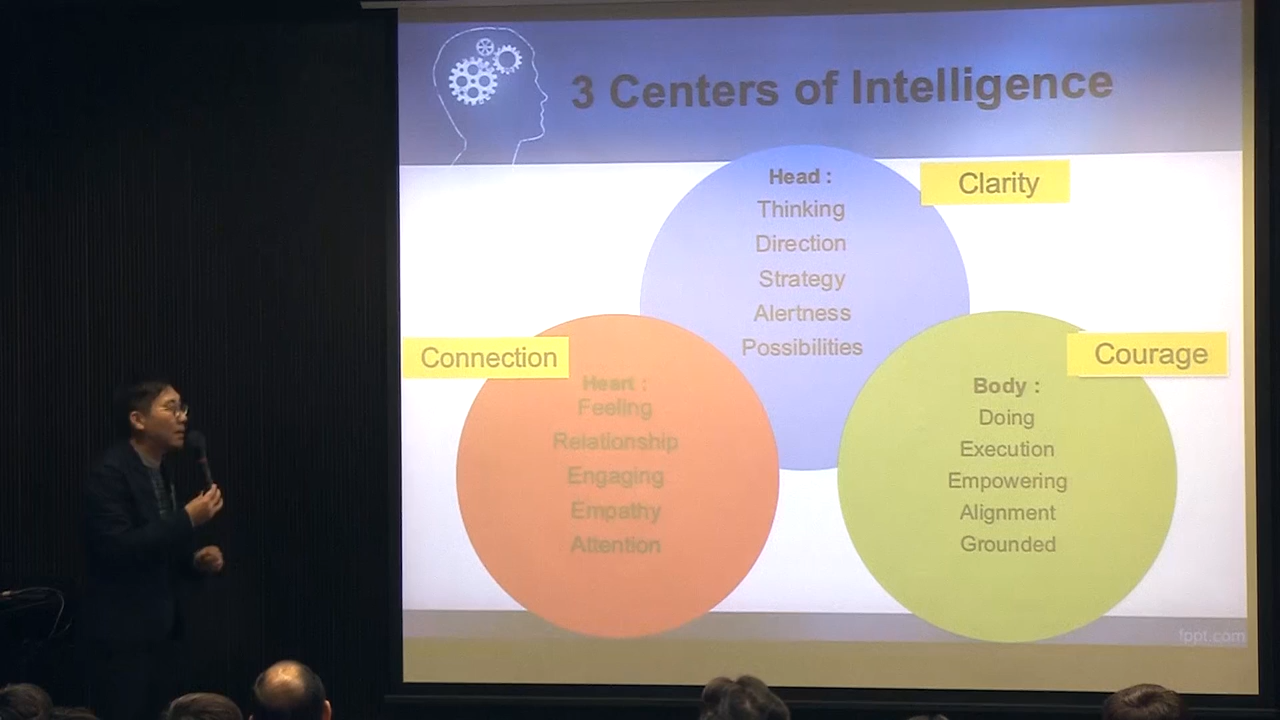 3 Centers of Intelligence
Head :
Thinking
Direction
Strategy
Alertness
Possibilities
Clarity
Connection
Heart :
Feeling
Relationship
Engaging
Empathy
Attention
Courage
Body :
Doing
Execution
Empowering
Alignment
Grounded
fppt.com